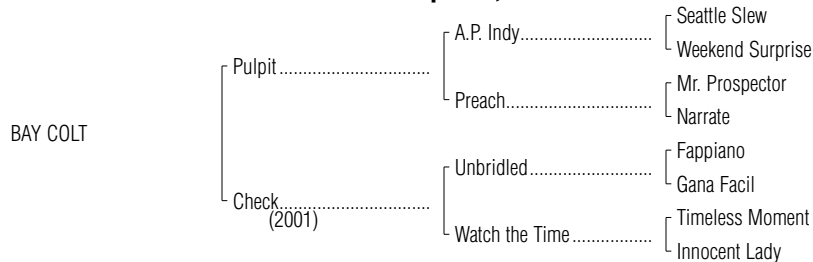 Seattle Slew
A.P. Indy..............................
Weekend Surprise
Pulpit..................................
Mr. Prospector
Preach.................................
Narrate
BAY COLT
Fappiano
Unbridled............................
Gana Facil
Check..................................
(2001)
Timeless Moment
Watch the Time..................
Innocent Lady